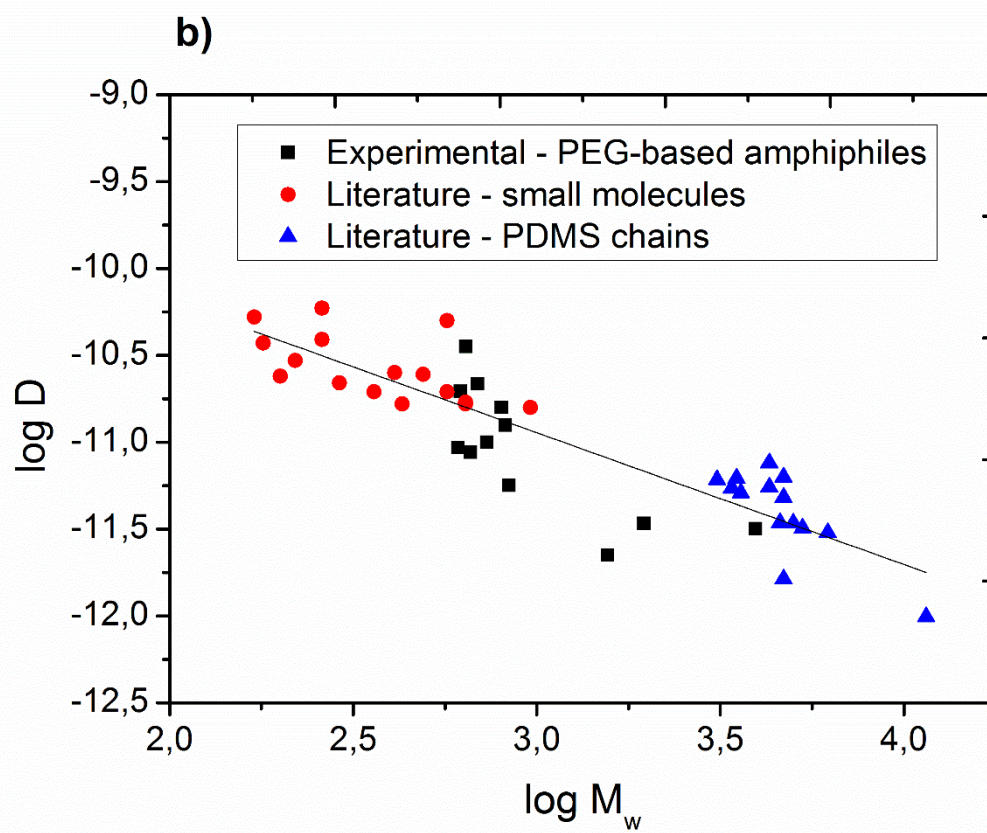 b)
-9,0
Experimental - PEG-based amphiphiles
-9,5
Literature - small molecules
Literature - PDMS chains
-10,0
-10,5
log D
-11,0
-11,5
-12,0
-12,5
2,0 2,5 3,0 3,5 4,0
log Mw